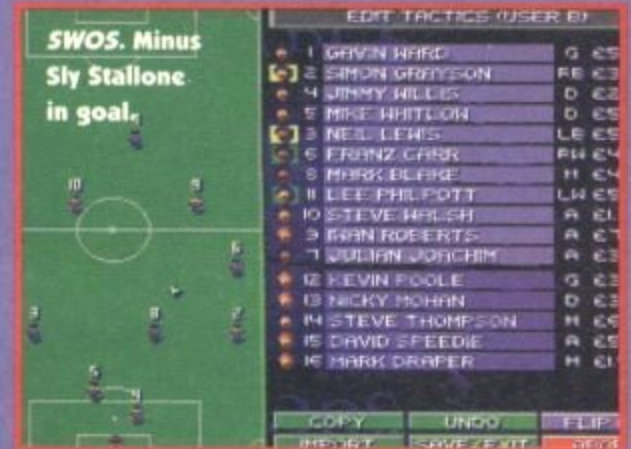 SWOS. Minus
Sly Stallone
in goal.
EDIT TACTICS (USER B)
1 GAVIN WARD G
2 SIMON GRAYSON RB
4 JIMMY WILLIS D
5 MIKE WHITLOW D
3 NEIL LEWIS LB
6 FRANZ CARR RW
8 MARK BLAKE M
11 LEE PHILPOTT LW
10 STEVE WALSH A
9 IWAN ROBERTS A
7 JULIAN JOACHIM A
12 KEVIN POOLE G
13 NICKY MOHAN D
14 STEVE THOMPSON M
15 DAVID SPEEDIE A
16 MARK DRAPER M
COPY UNDO FLIP
IMPORT SAVE/EXIT